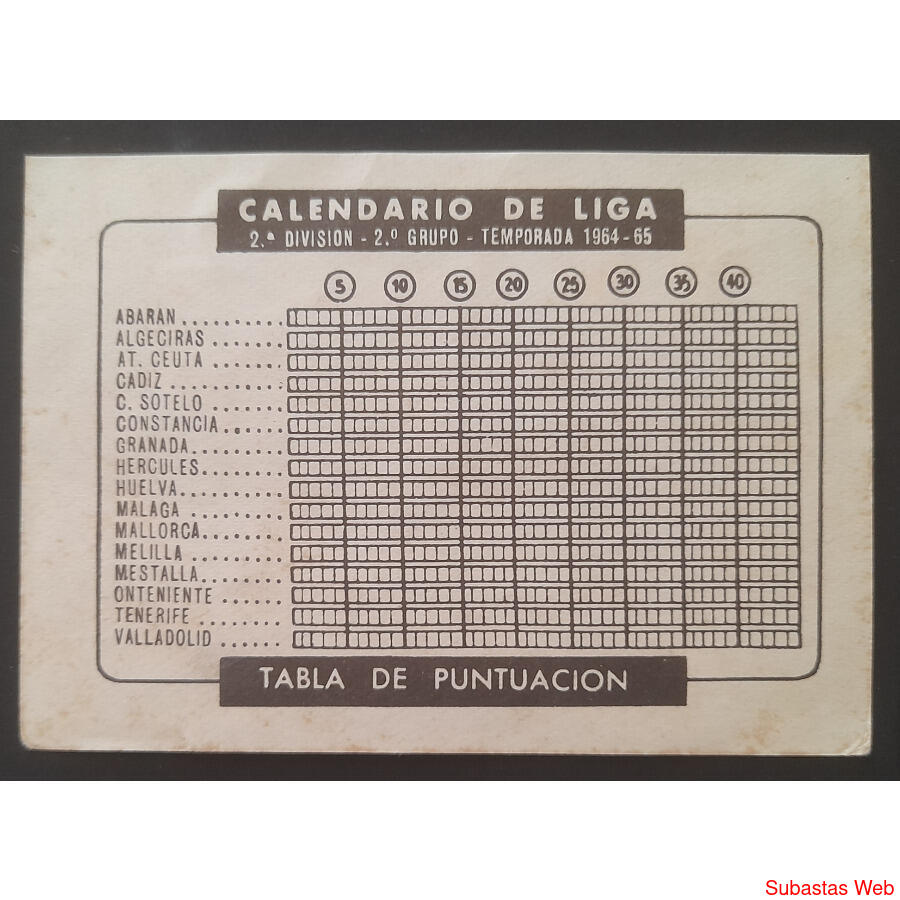 CALENDARIO DE LIGA
2.ª DIVISION - 2.º GRUPO - TEMPORADA 1964-65
5 10 15 20 25 30 35 40
ABARAN..........
ALGECIRAS.......
AT. CEUTA.......
CADIZ...........
C. SOTELO.......
CONSTANCIA......
GRANADA.........
HERCULES........
HUELVA..........
MALAGA.........
MALLORCA........
MELILLA.........
MESTALLA........
ONTENIENTE......
TENERIFE........
VALLADOLID......
TABLA DE PUNTUACION
Subastas Web